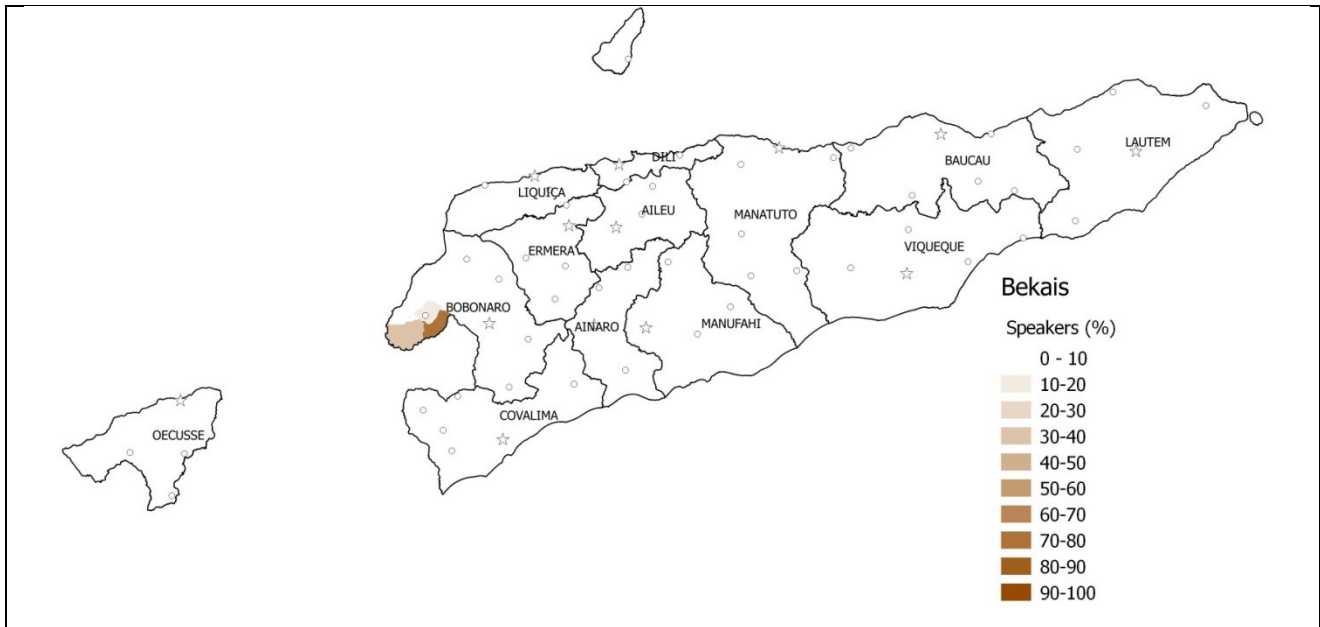 DILI
LAUTEM
BAUCAU
LIQUIÇA
AILEU
MANATUTO
ERMERA
VIQUEQUE
BOBONARO
AINARO
MANUFAHI
COVALIMA
OECUSSE
Bekais
Speakers (%)
0 - 10
10-20
20-30
30-40
40-50
50-60
60-70
70-80
80-90
90-100